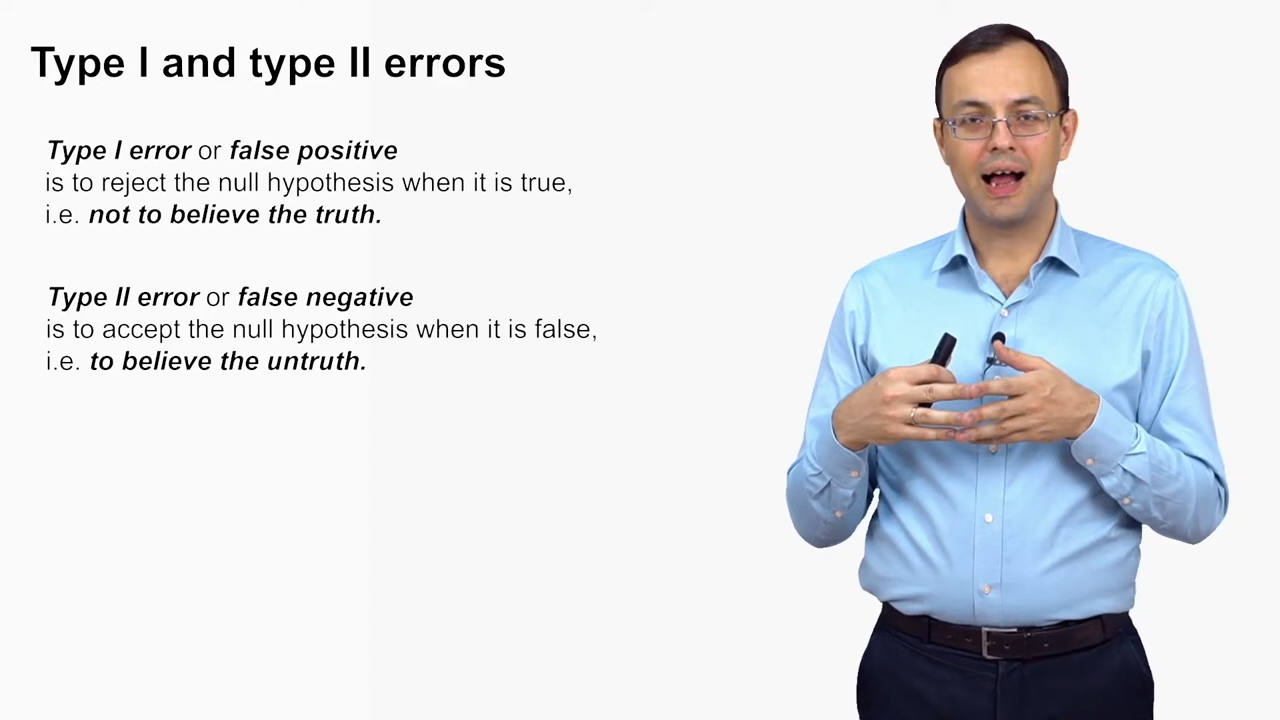 Type I and type II errors
Type I error or false positive
is to reject the null hypothesis when it is true,
i.e. not to believe the truth.
Type II error or false negative
is to accept the null hypothesis when it is false,
i.e. to believe the untruth.